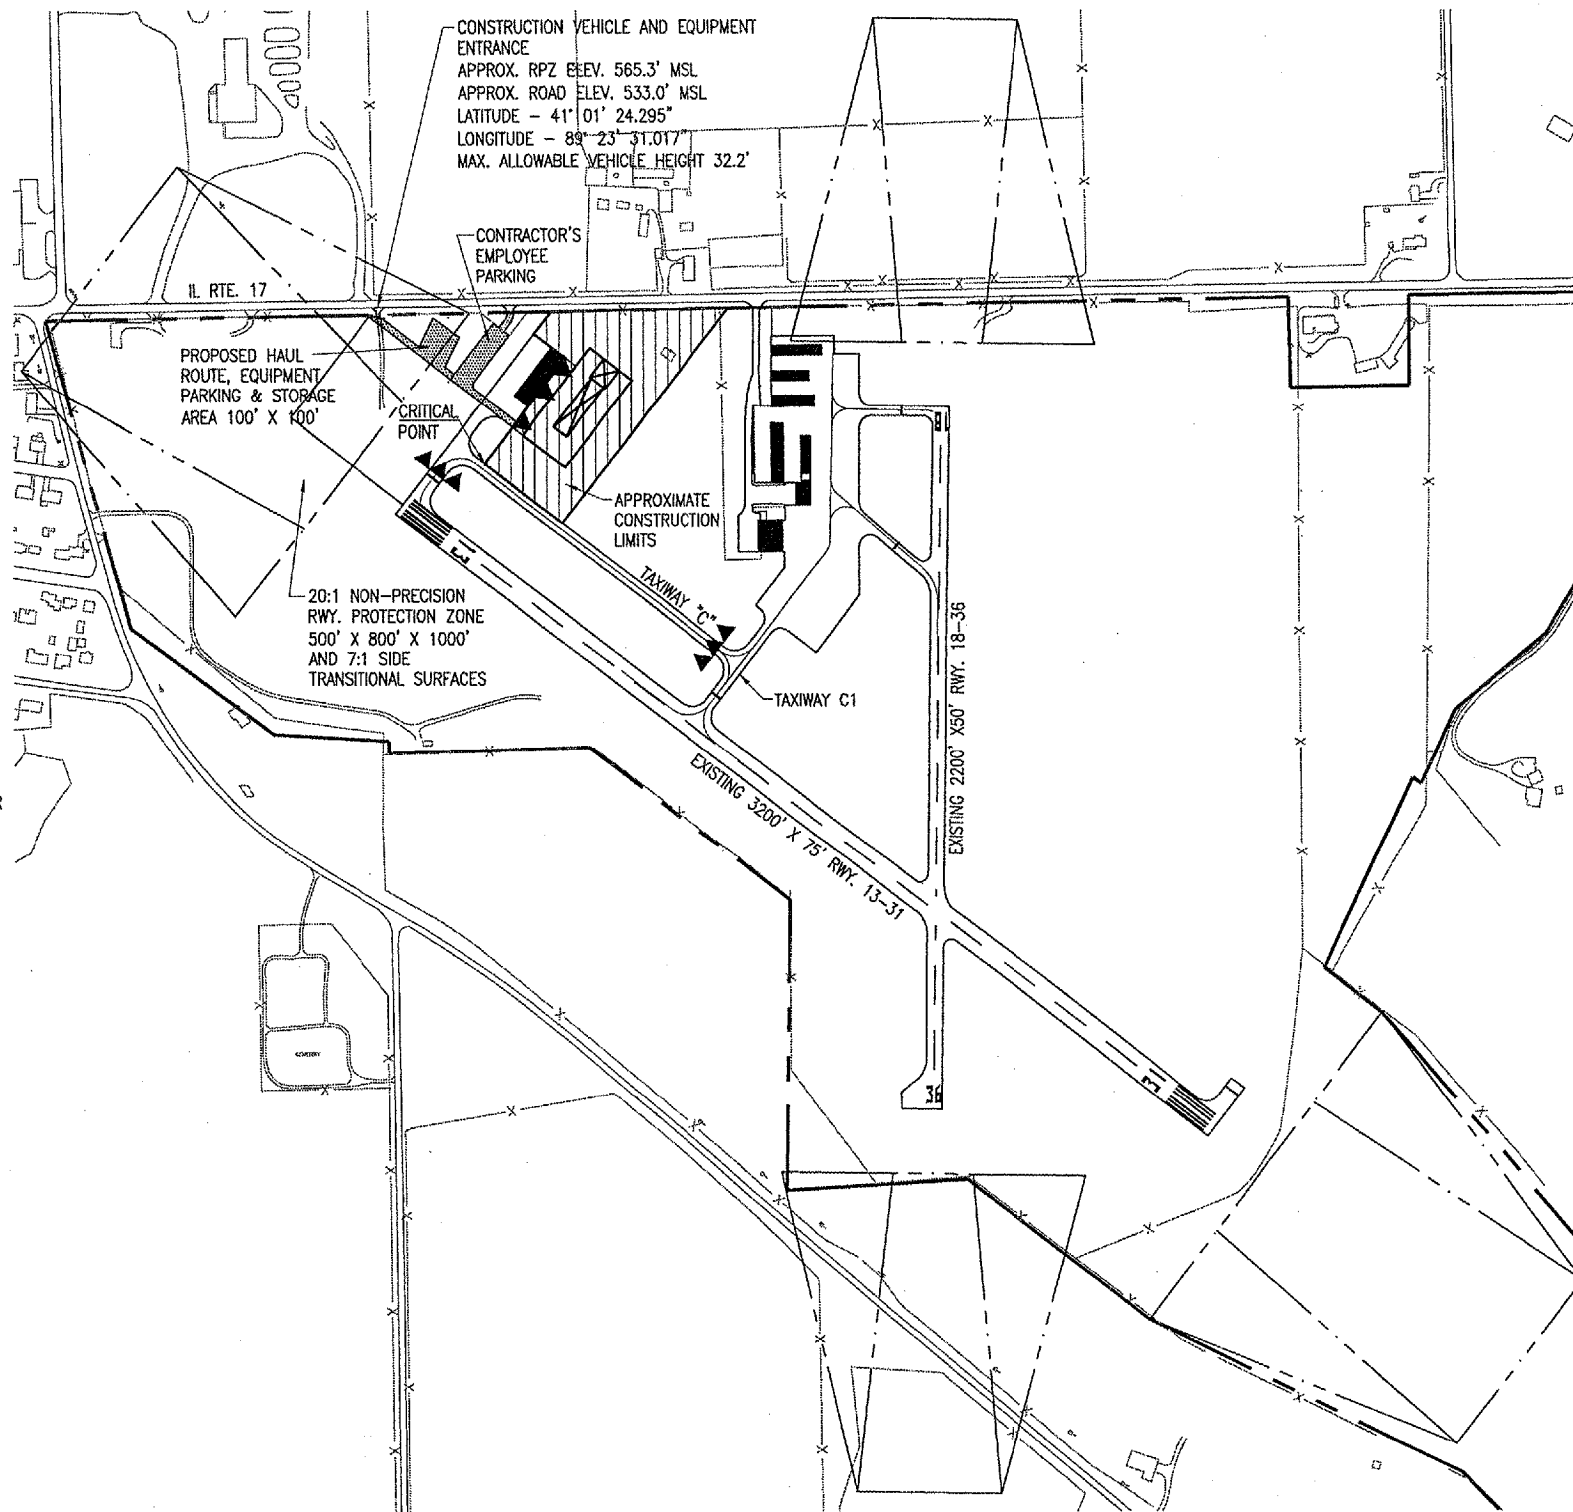 CONSTRUCTION VEHICLE AND EQUIPMENT
ENTRANCE
APPROX. RPZ ELEV. 565.3' MSL
APPROX. ROAD ELEV. 533.0' MSL
LATITUDE - 41° 01' 24.295"
LONGITUDE - 89° 23' 31.017"
MAX. ALLOWABLE VEHICLE HEIGHT 32.2'
CONTRACTOR'S
EMPLOYEE
PARKING
IL RTE. 17
PROPOSED HAUL
ROUTE, EQUIPMENT
PARKING & STORAGE
AREA 100' X 100'
CRITICAL
POINT
APPROXIMATE
CONSTRUCTION
LIMITS
20:1 NON-PRECISION
RWY. PROTECTION ZONE
500' X 800' X 1000'
AND 7:1 SIDE
TRANSITIONAL SURFACES
TAXIWAY "C"
TAXIWAY C1
EXISTING 2200' X50' RWY. 18-36
EXISTING 3200' X 75' RWY. 13-31
CEMETERY
36